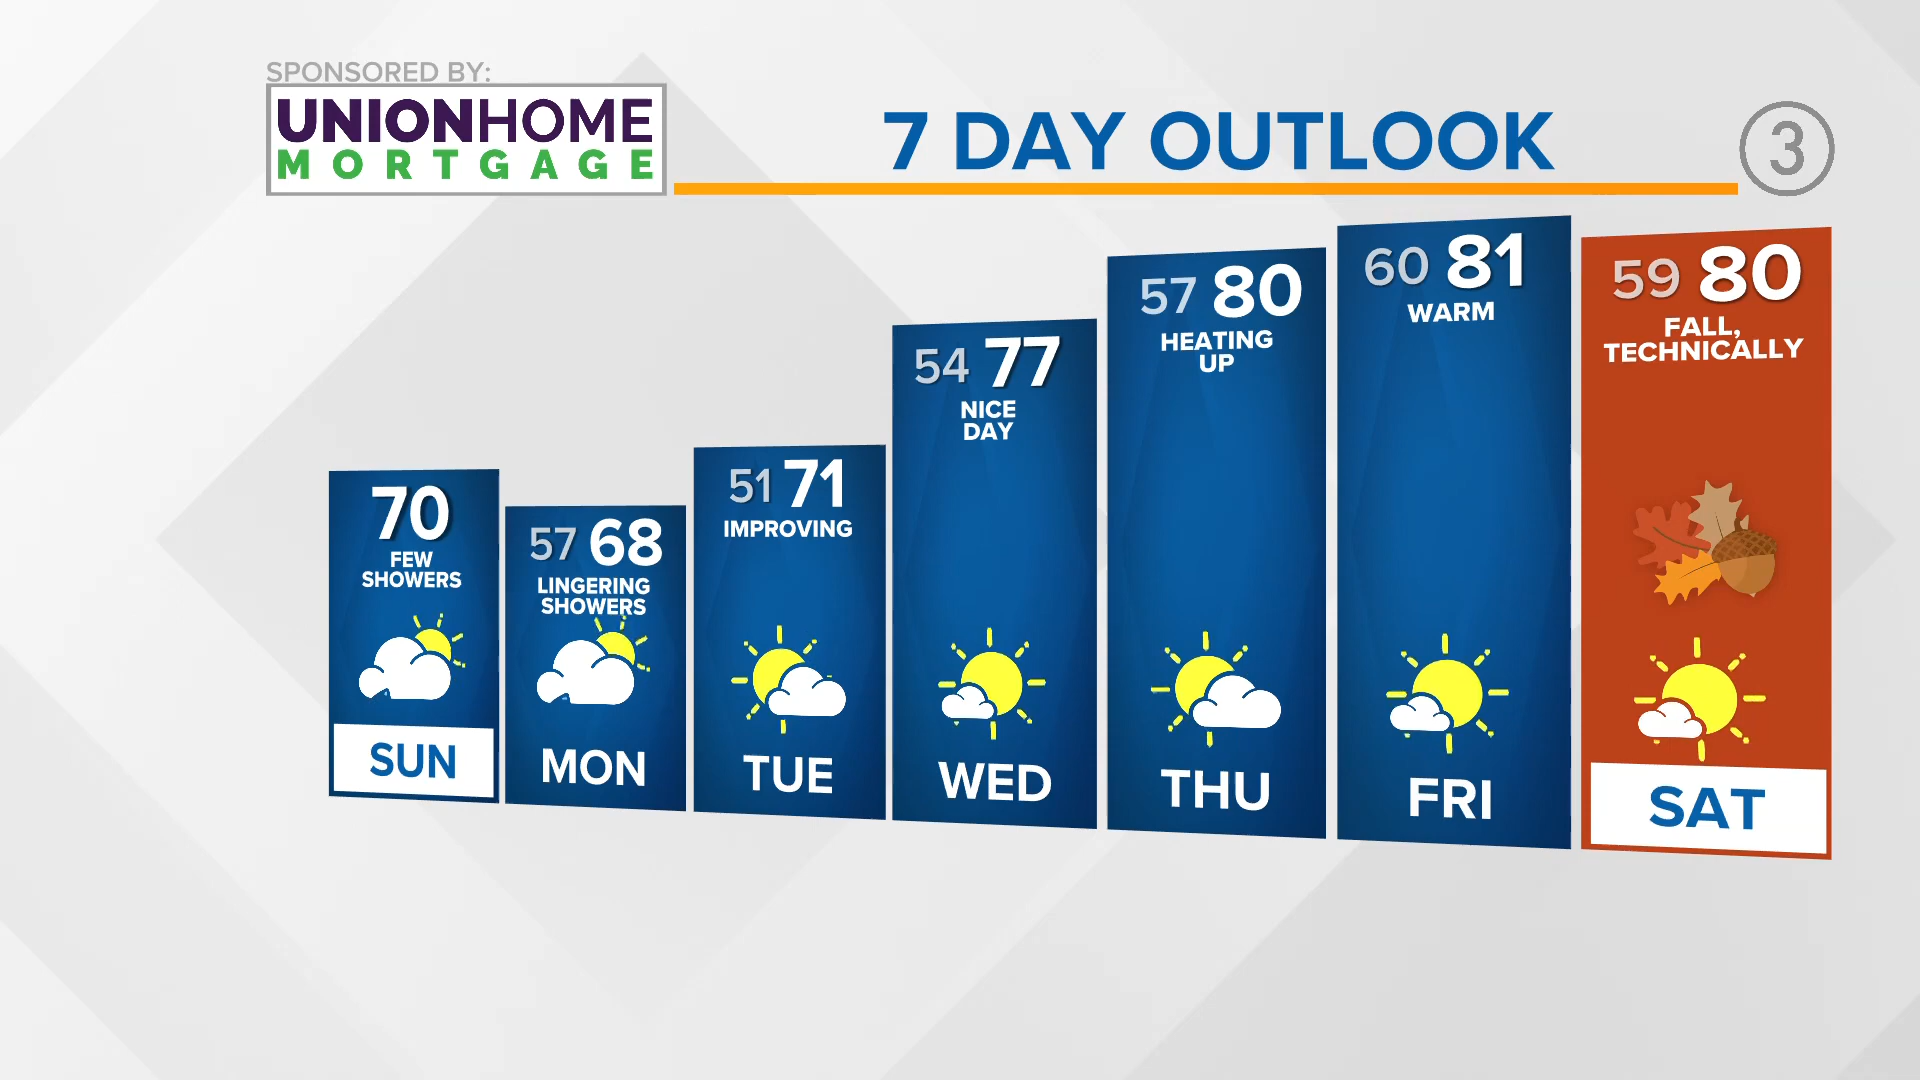 SPONSORED BY:
UNIONHOME
MORTGAGE
7 DAY OUTLOOK
3
70
FEW
SHOWERS
SUN
57 68
LINGERING
SHOWERS
MON
51 71
IMPROVING
TUE
54 77
NICE
DAY
WED
57 80
HEATING
UP
THU
60 81
WARM
FRI
59 80
FALL,
TECHNICALLY
SAT